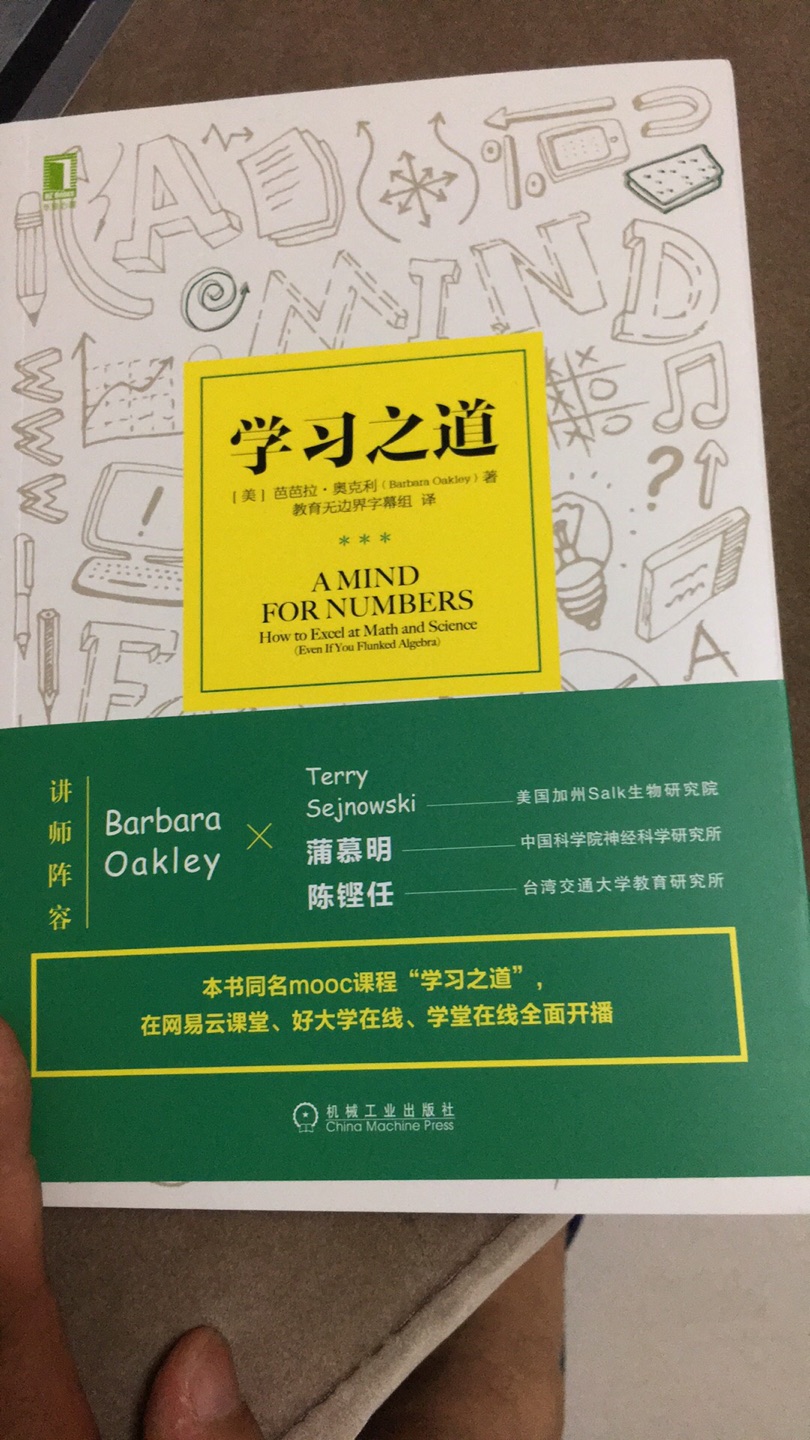 HZ BOOKS
A
MIND
学习之道
[美] 芭芭拉·奥克利（Barbara Oakley）著
教育无边界字幕组 译
***
A MIND
FOR NUMBERS
How to Excel at Math and Science
(Even If You Flunked Algebra)
?
!
A
E
讲师阵容
Barbara
Oakley
×
Terry
Sejnowski
美国加州Salk生物研究院
蒲慕明
中国科学院神经科学研究所
陈铿任
台湾交通大学教育研究所
本书同名mooc课程“学习之道”，
在网易云课堂、好大学在线、学堂在线全面开播
机械工业出版社
China Machine Press